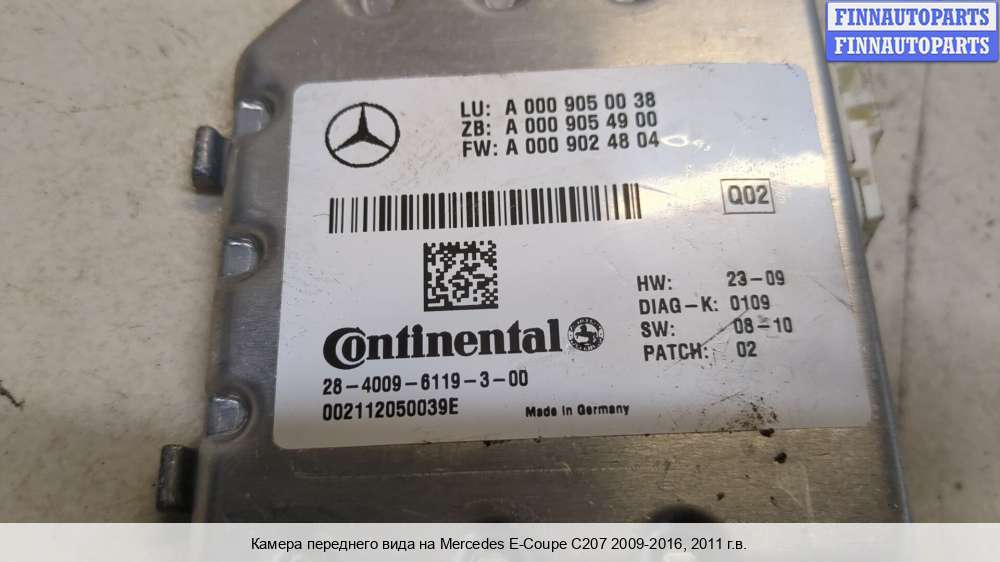 FINNAUTOPARTS
FINNAUTOPARTS
LU: A 000 905 00 38
ZB: A 000 905 49 00
FW: A 000 902 48 04
Q02
HW: 23-09
DIAG-K: 0109
SW: 08-10
PATCH: 02
Continental
28-4009-6119-3-00
002112050039E
Made in Germany
Камера переднего вида на Mercedes E-Coupe C207 2009-2016, 2011 г.в.